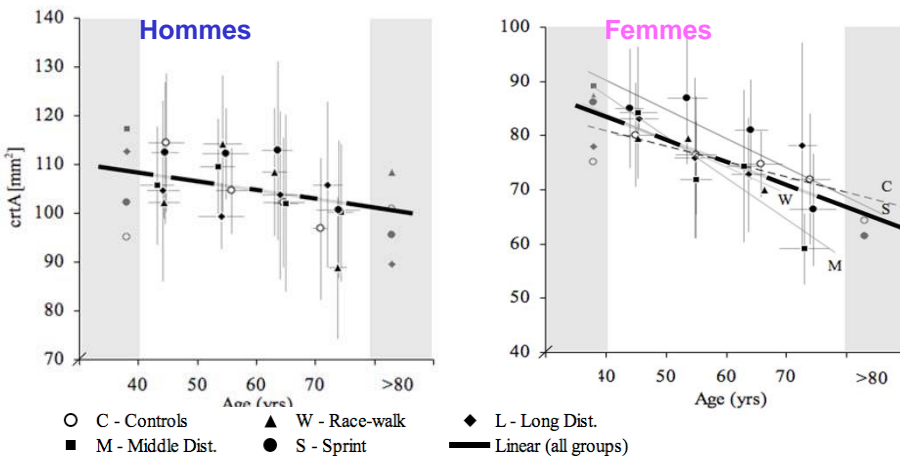 Hommes
Femmes
crtA [mm²]
140
130
120
110
100
90
80
70
40 50 60 70 >80
Age (yrs)
100
90
80
70
60
50
40
W
C
S
M
40 50 60 70 >80
Age (yrs)
C - Controls W - Race-walk L - Long Dist.
M - Middle Dist. S - Sprint Linear (all groups)